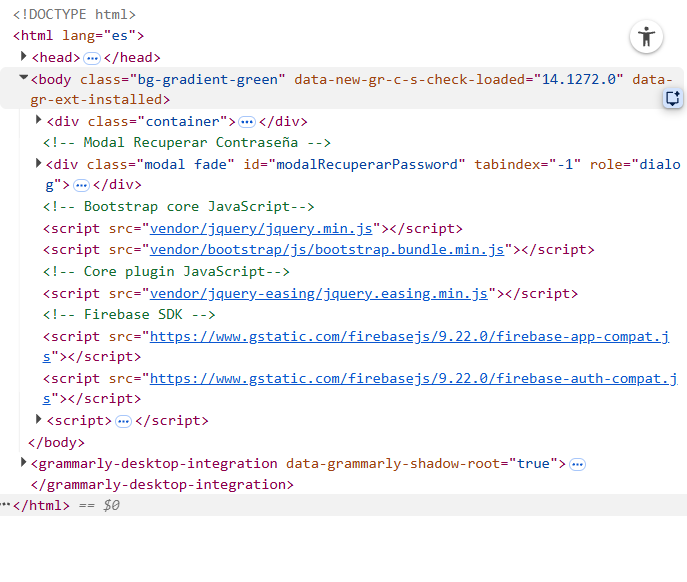 <!DOCTYPE html>
<html lang="es">
<head>…</head>
<body class="bg-gradient-green" data-new-gr-c-s-check-loaded="14.1272.0" data-
gr-ext-installed>
<div class="container">…</div>
<!-- Modal Recuperar Contraseña -->
<div class="modal fade" id="modalRecuperarPassword" tabindex="-1" role="dialo
g">…</div>
<!-- Bootstrap core JavaScript-->
<script src="vendor/jquery/jquery.min.js"></script>
<script src="vendor/bootstrap/js/bootstrap.bundle.min.js"></script>
<!-- Core plugin JavaScript-->
<script src="vendor/jquery-easing/jquery.easing.min.js"></script>
<!-- Firebase SDK -->
<script src="https://www.gstatic.com/firebasejs/9.22.0/firebase-app-compat.j
s"></script>
<script src="https://www.gstatic.com/firebasejs/9.22.0/firebase-auth-compat.j
s"></script>
<script>…</script>
</body>
<grammarly-desktop-integration data-grammarly-shadow-root="true">…
</grammarly-desktop-integration>
…</html> == $0